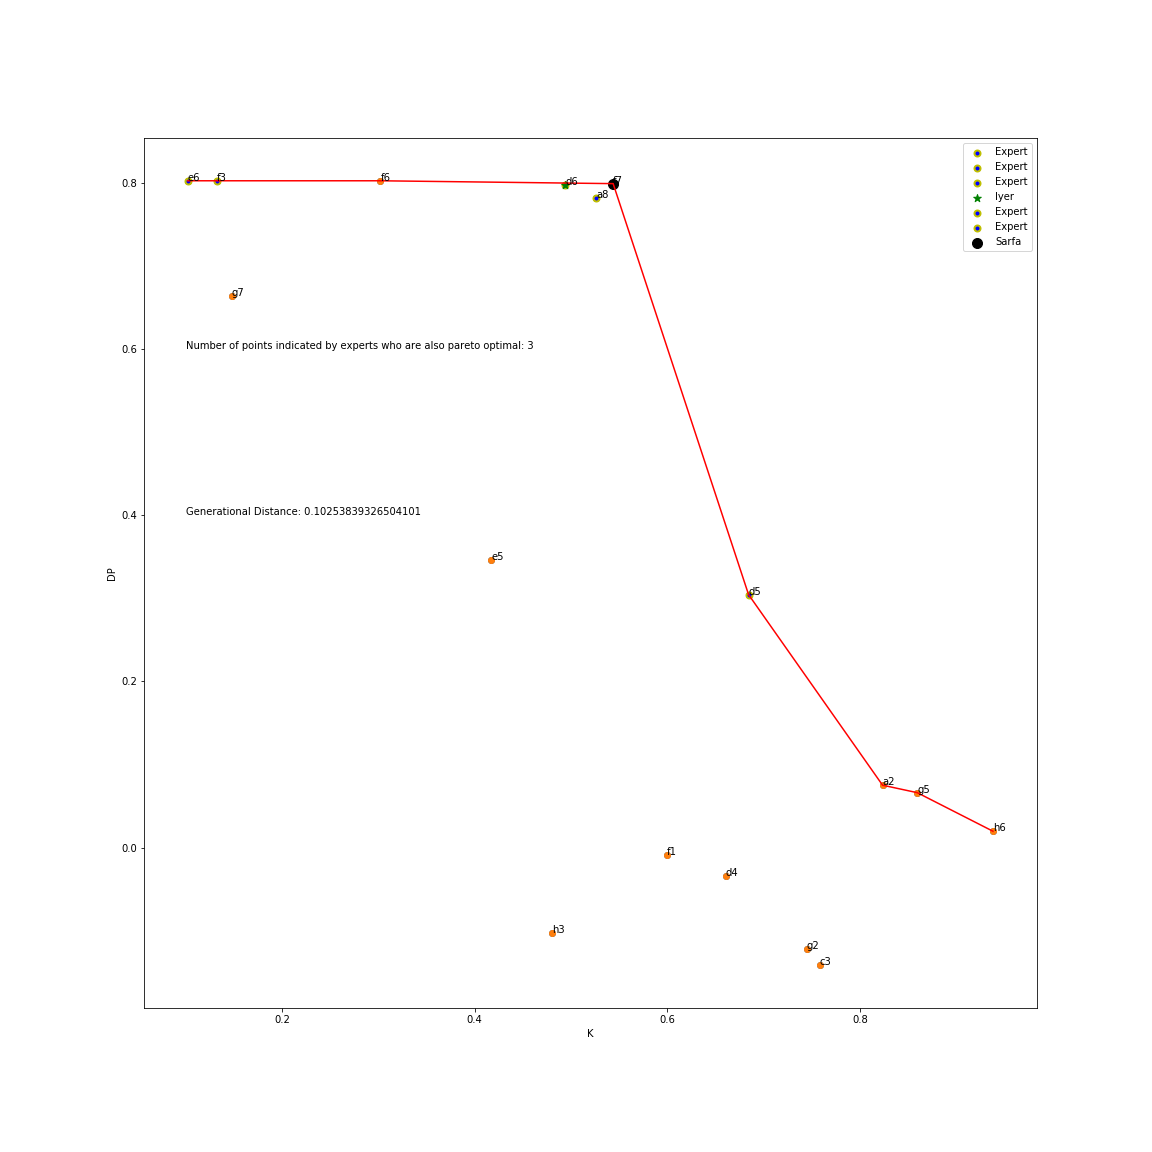 Expert
Expert
Expert
Iyer
Expert
Expert
Sarfa
0.8
0.6
0.4
0.2
0.0
DP
e6
f3
f6
d6
f7
a8
g7
Number of points indicated by experts who are also pareto optimal: 3
Generational Distance: 0.10253839326504101
e5
d5
a2
g5
h6
f1
d4
h3
g2
c3
0.2
0.4
0.6
0.8
K